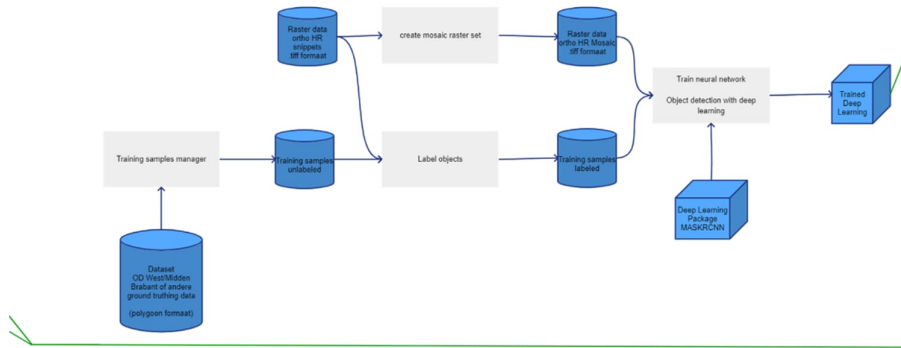 Raster data
ortho HR
snippets
tiff formaat
create mosaic raster set
Raster data
ortho HR Mosaic
tiff formaat
Train neural network
Object detection with deep
learning
Trained
Deep
Learning
Training samples manager
Training samples
unlabeled
Label objects
Training samples
labeled
Deep Learning
Package
MASKRCNN
Dataset
OD West/Midden
Brabant of andere
ground truthing data
(polygoon formaat)